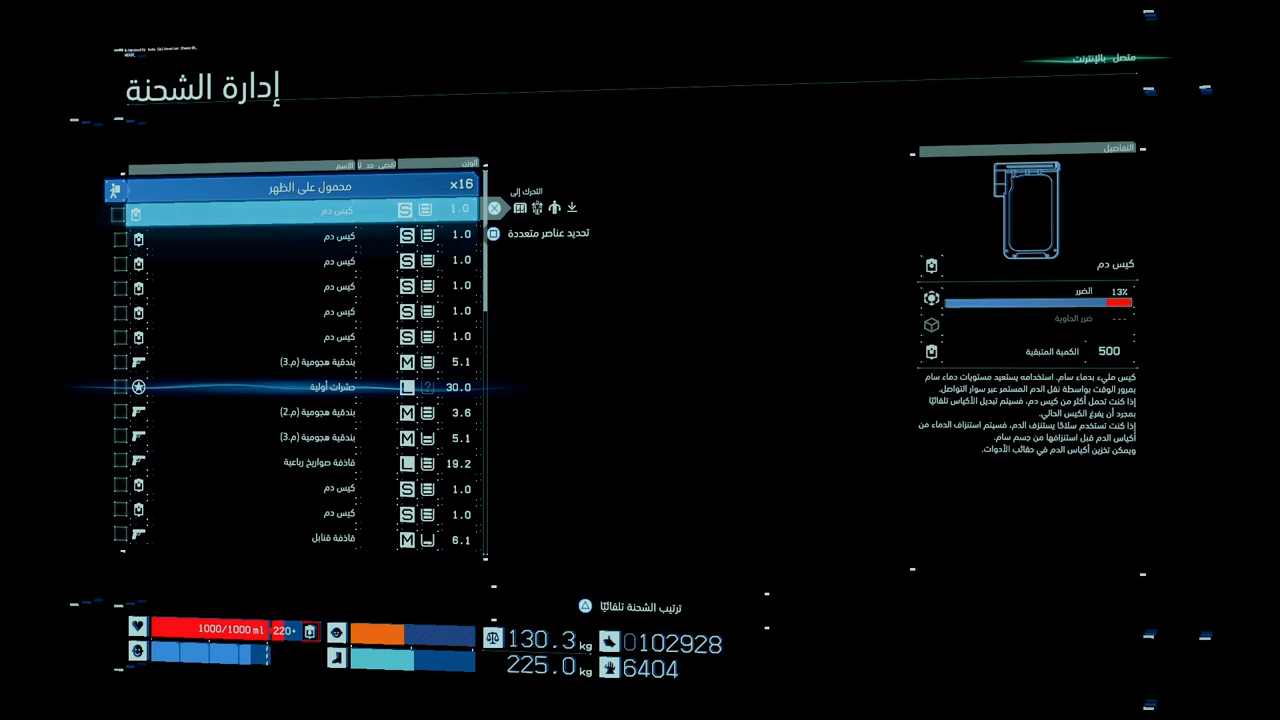 متصل بالإنترنت
إدارة الشحنة
الاسم
الوزن
محمول على الظهر
x16
كيس دم S 1.0
كيس دم S 1.0
كيس دم S 1.0
كيس دم S 1.0
كيس دم S 1.0
كيس دم S 1.0
بندقية هجومية (م.3) M 5.1
حشرات أولية L 30.0
بندقية هجومية (م.2) M 3.6
بندقية هجومية (م.3) M 5.1
قاذفة صواريخ رباعية L 19.2
كيس دم S 1.0
كيس دم S 1.0
قاذفة قنابل M 6.1
التحرك إلى
تحديد عناصر متعددة
التفاصيل
كيس دم
الضرر 13%
ضرر الحاوية ---
الكمية المتبقية 500
كيس مليء بدماء سام. استخدامه يستعيد مستويات دماء سام
بمرور الوقت بواسطة نقل الدم المستمر عبر سوار التواصل.
إذا كنت تحمل أكثر من كيس دم، فسيتم تبديل الأكياس تلقائيًا
بمجرد أن يفرغ الكيس الحالي.
إذا كنت تستخدم سلاحًا يستنزف الدم، فسيتم استنزاف الدماء من
أكياس الدم قبل استنزافها من جسم سام.
ويمكن تخزين أكياس الدم في حقائب الأدوات.
ترتيب الشحنة تلقائيًا
1000/1000 ml
220+
130.3 kg
225.0 kg
0102928
6404